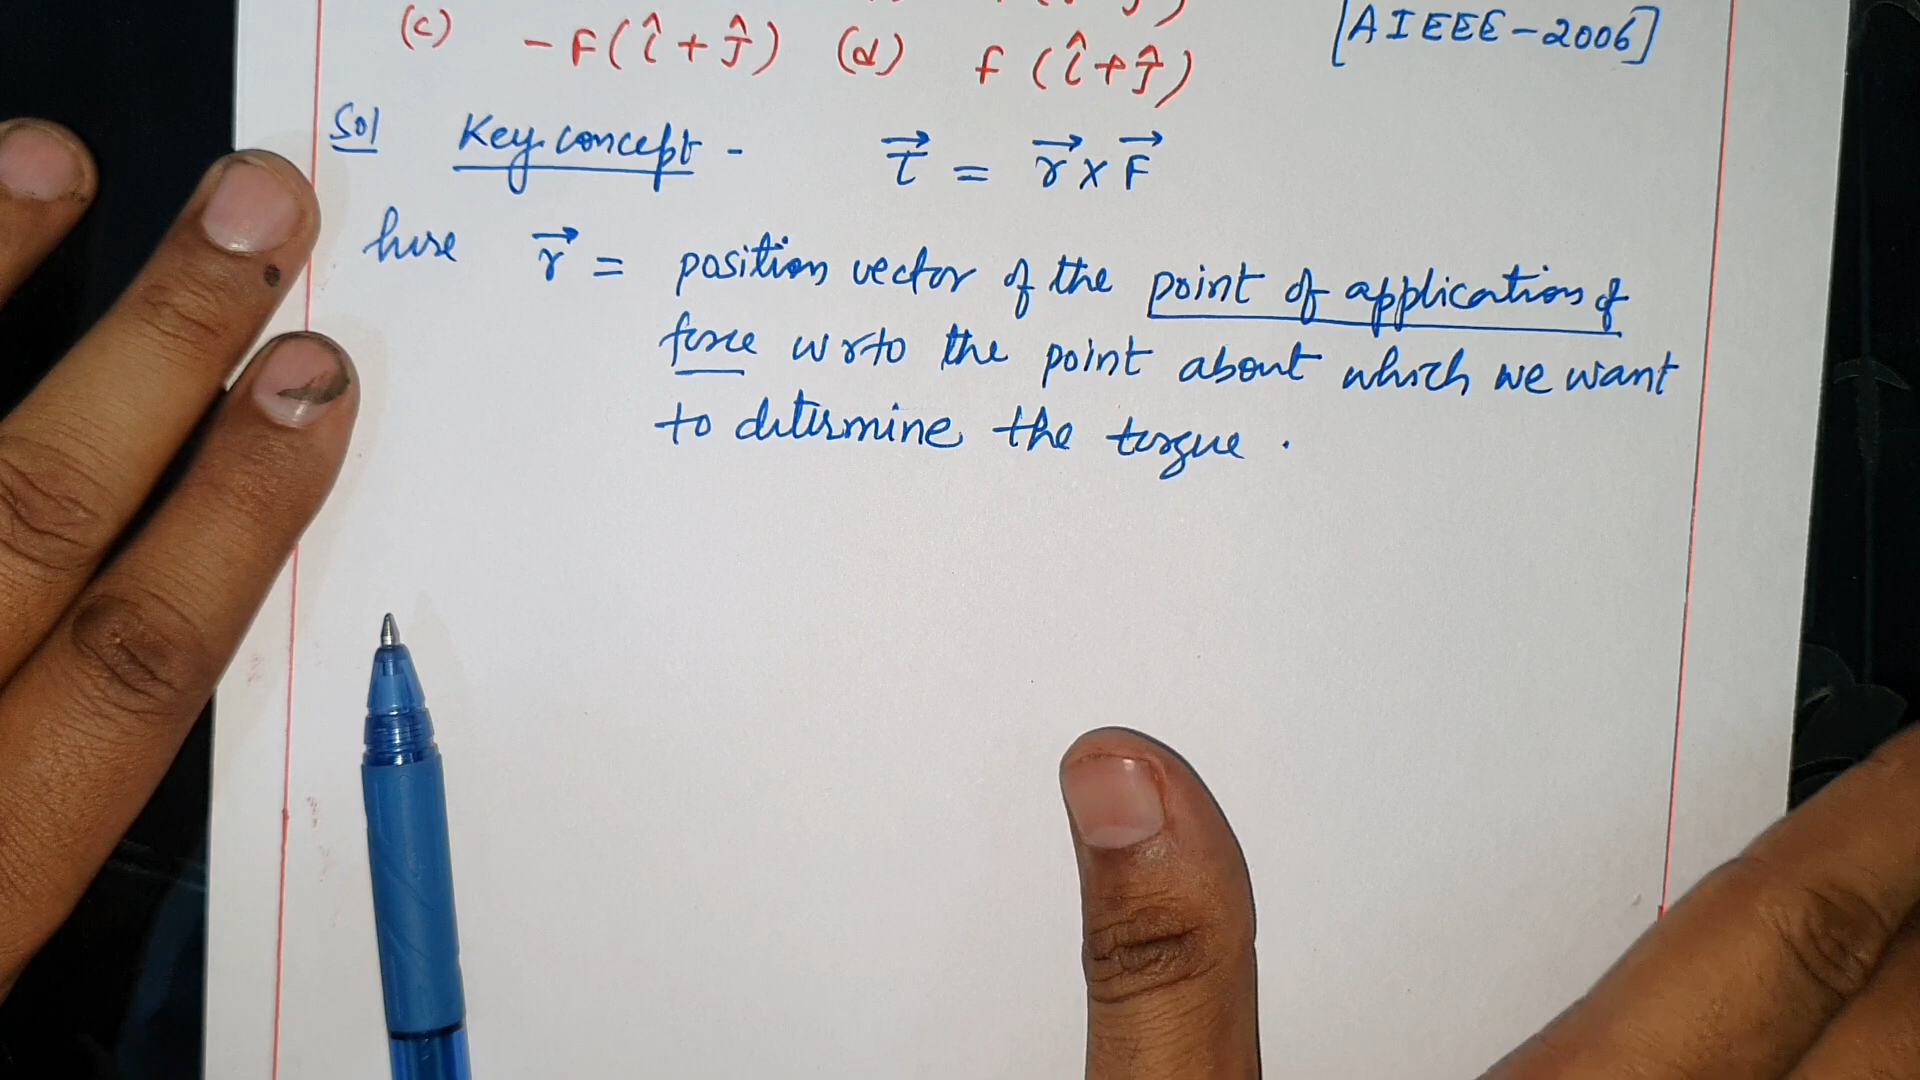 (c) -F(î+ĵ) (d) f(î+ĵ) [AIEEE-2006]
Sol Key concept - τ⃗ = r⃗ x F⃗
here r⃗ = position vector of the point of application of
force wrto the point about which we want
to determine the torque.